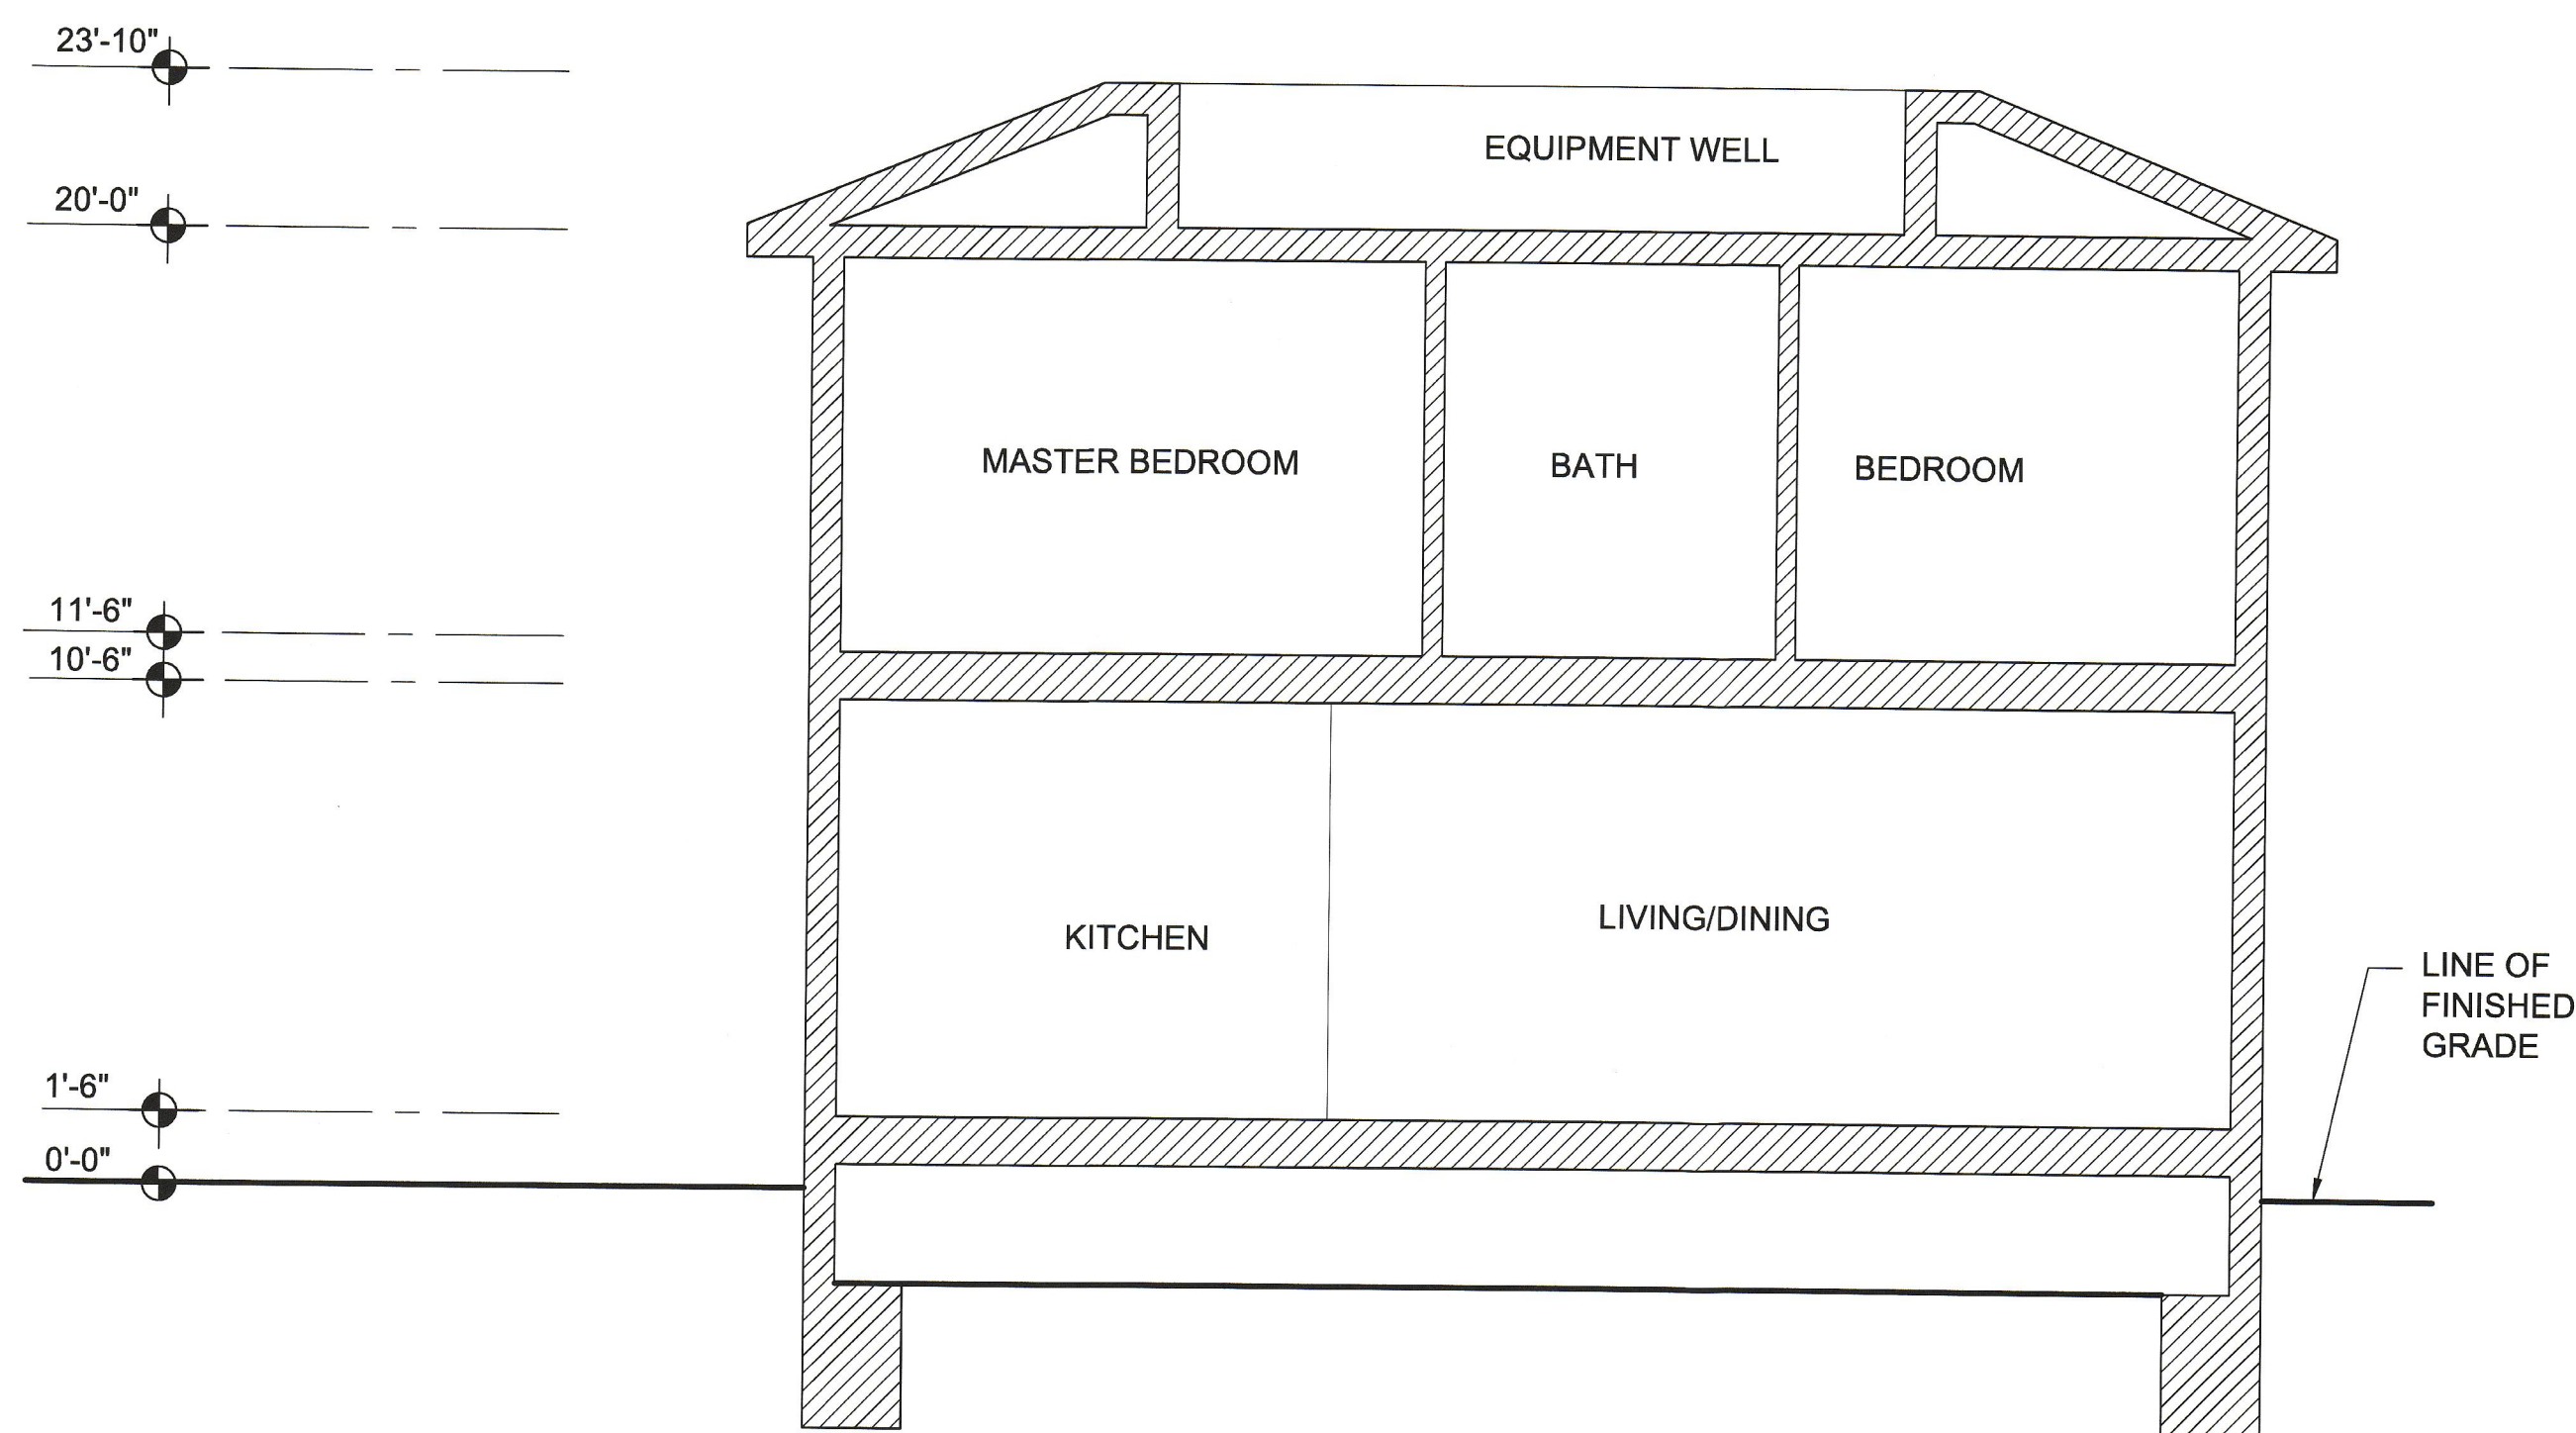 23'-10"
EQUIPMENT WELL
20'-0"
MASTER BEDROOM
BATH
BEDROOM
11'-6"
10'-6"
KITCHEN
LIVING/DINING
LINE OF
FINISHED
GRADE
1'-6"
0'-0"